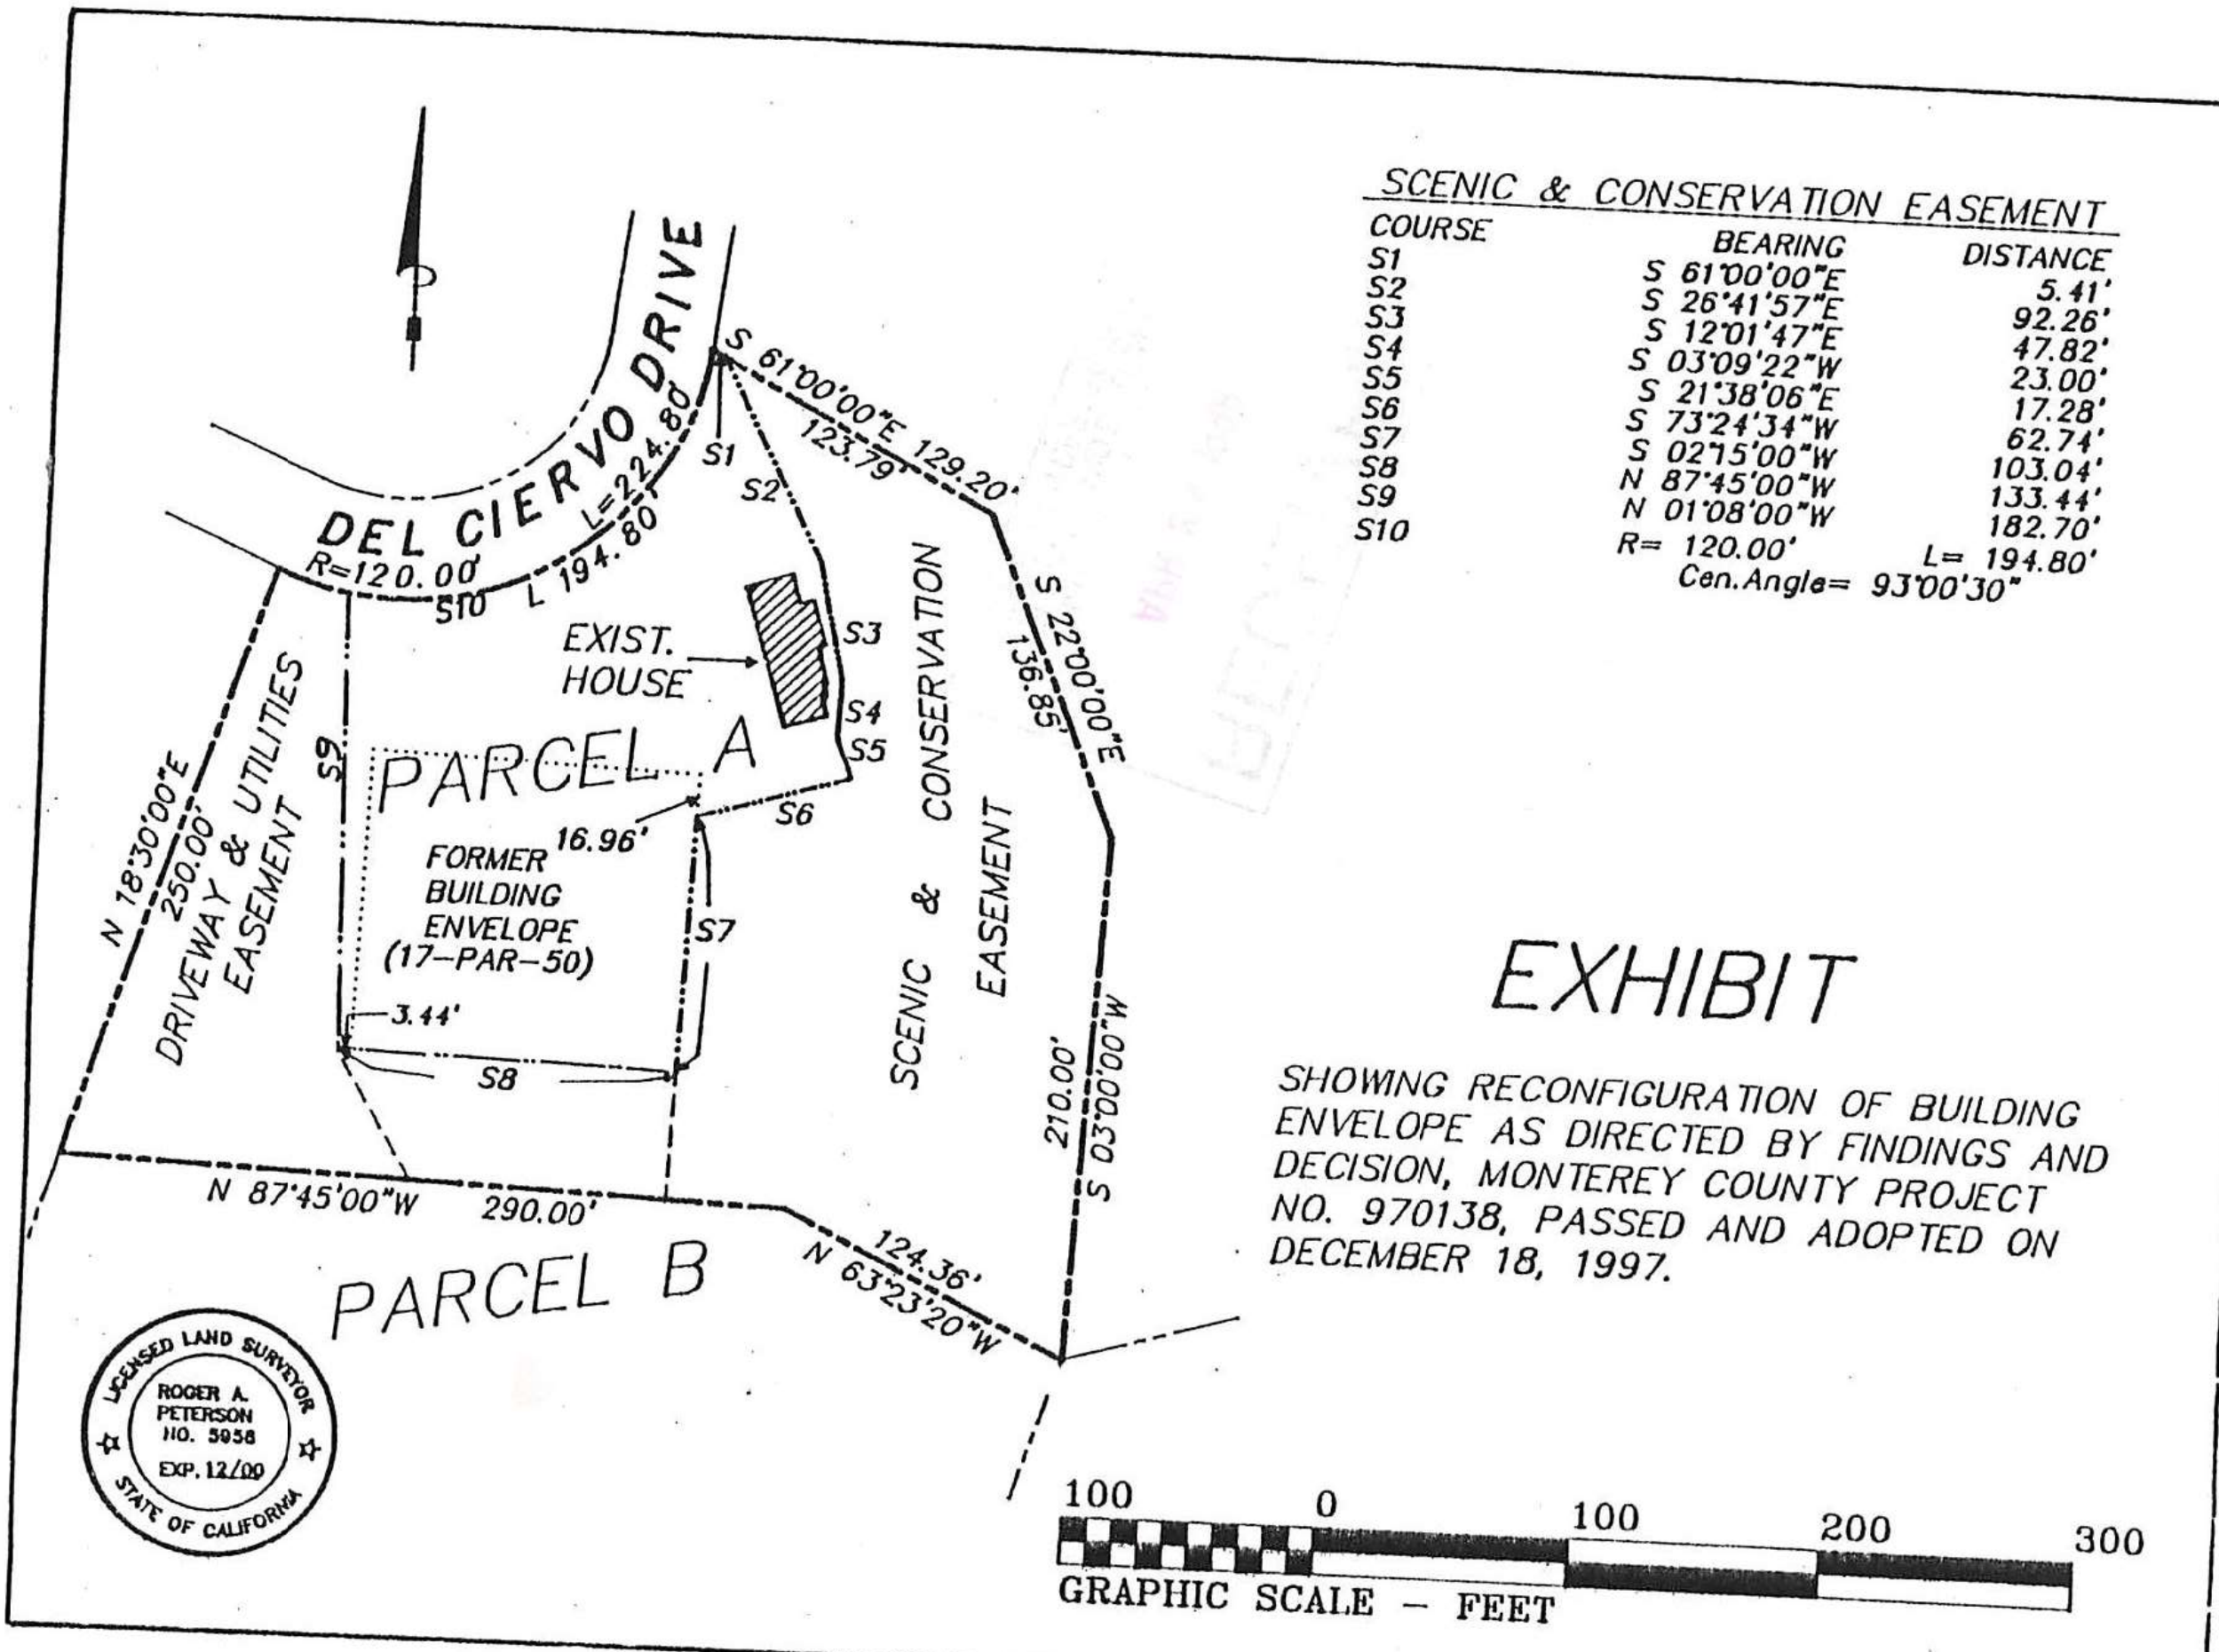 SCENIC & CONSERVATION EASEMENT
COURSE BEARING DISTANCE
S1 S 61°00'00"E 5.41'
S2 S 26°41'57"E 92.26'
S3 S 12°01'47"E 47.82'
S4 S 03°09'22"W 23.00'
S5 S 21°38'06"E 17.28'
S6 S 73°24'34"W 62.74'
S7 S 02°15'00"W 103.04'
S8 N 87°45'00"W 133.44'
S9 N 01°08'00"W 182.70'
S10 R= 120.00' L= 194.80'
Cen.Angle= 93°00'30"
DEL CIERVO DRIVE
L=224.80'
L 194.80'
R=120.00'
S10
S 61°00'00"E 129.20'
123.79'
S1
S2
S3
S4
S5
S6
S7
S8
S9
EXIST.
HOUSE
PARCEL A
16.96'
FORMER
BUILDING
ENVELOPE
(17-PAR-50)
3.44'
N 18°30'00"E
250.00'
DRIVEWAY & UTILITIES
EASEMENT
SCENIC & CONSERVATION
EASEMENT
S 22°00'00"E
136.85'
210.00'
S 03°00'00"W
N 87°45'00"W 290.00'
124.36'
N 63°23'20"W
PARCEL B
EXHIBIT
SHOWING RECONFIGURATION OF BUILDING
ENVELOPE AS DIRECTED BY FINDINGS AND
DECISION, MONTEREY COUNTY PROJECT
NO. 970138, PASSED AND ADOPTED ON
DECEMBER 18, 1997.
LICENSED LAND SURVEYOR
ROGER A.
PETERSON
NO. 5958
EXP. 12/00
STATE OF CALIFORNIA
100 0 100 200 300
GRAPHIC SCALE - FEET